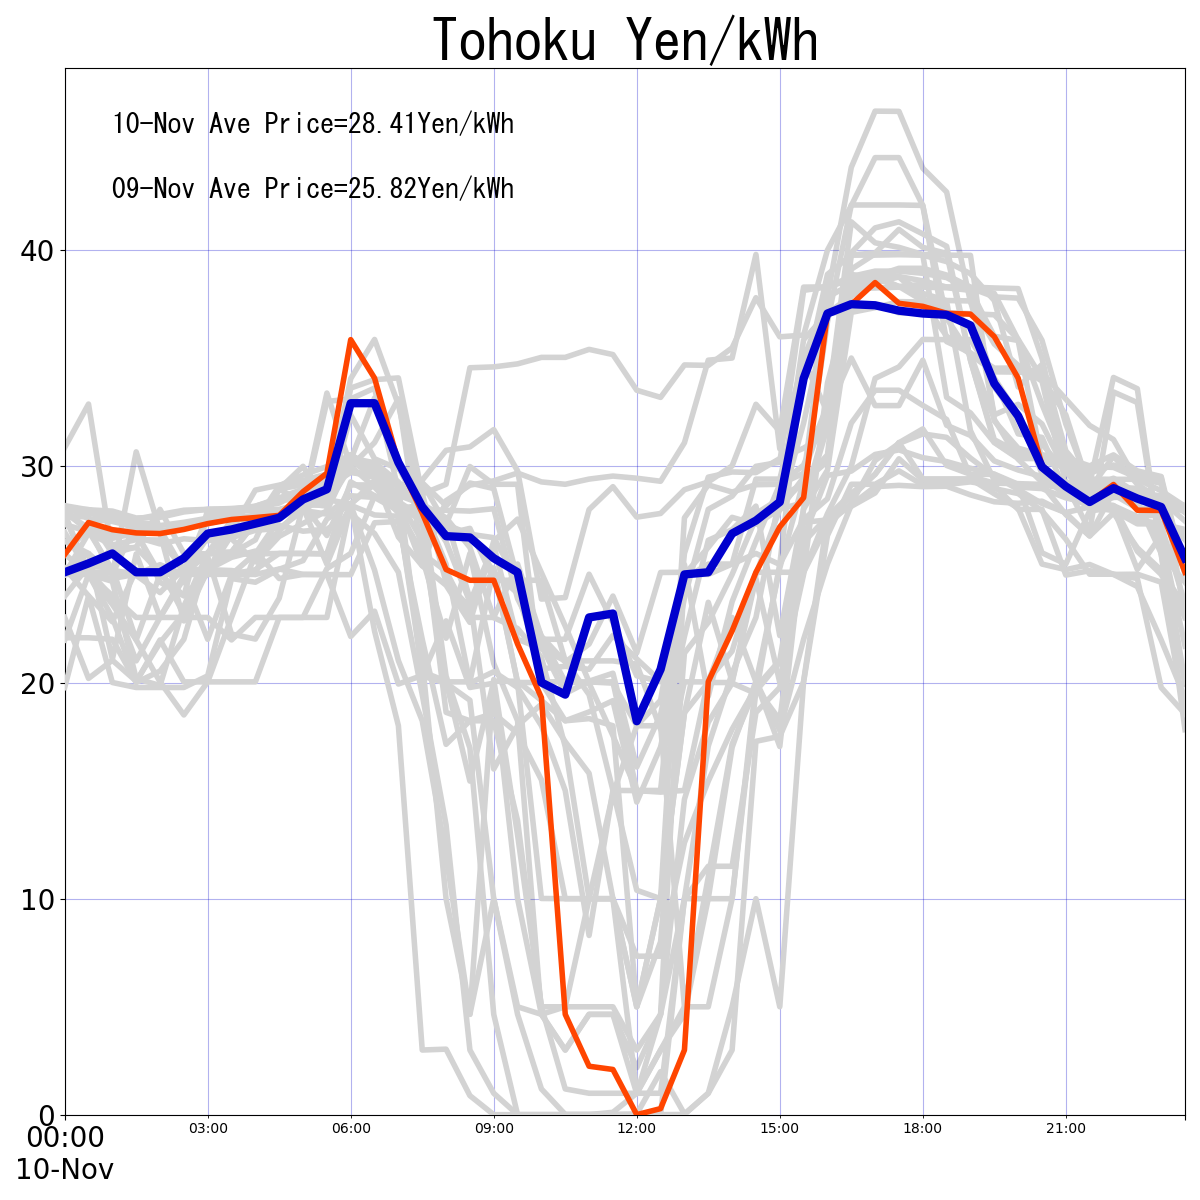 Tohoku Yen/kWh
10-Nov Ave Price=28.41Yen/kWh
09-Nov Ave Price=25.82Yen/kWh
40
30
20
10
0
00:00 03:00 06:00 09:00 12:00 15:00 18:00 21:00
10-Nov